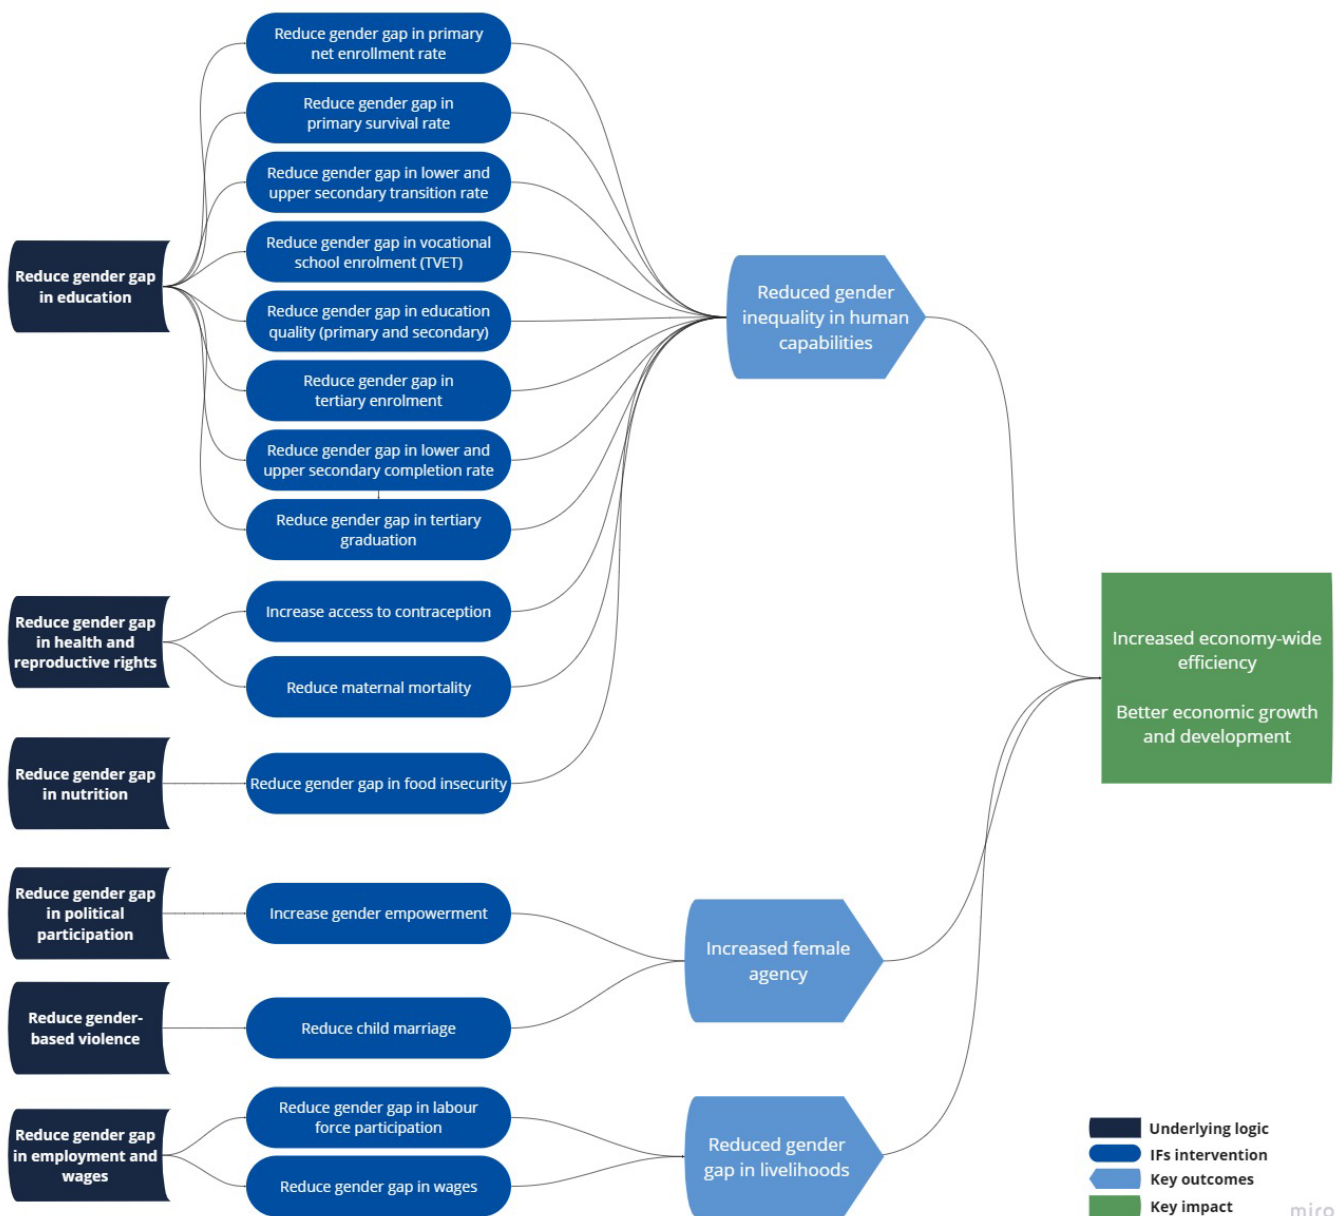 Reduce gender gap in primary
net enrollment rate
Reduce gender gap in
primary survival rate
Reduce gender gap in lower and
upper secondary transition rate
Reduce gender gap in vocational
school enrolment (TVET)
Reduce gender gap in education
quality (primary and secondary)
Reduce gender gap in
tertiary enrolment
Reduce gender gap in lower and
upper secondary completion rate
Reduce gender gap in tertiary
graduation
Reduce gender gap
in education
Reduced gender
inequality in human
capabilities
Reduce gender gap
in health and
reproductive rights
Increase access to contraception
Reduce maternal mortality
Reduce gender gap
in nutrition
Reduce gender gap in food insecurity
Increased economy-wide
efficiency
Better economic growth
and development
Reduce gender gap
in political
participation
Increase gender empowerment
Increased female
agency
Reduce gender-
based violence
Reduce child marriage
Reduce gender gap
in employment and
wages
Reduce gender gap in labour
force participation
Reduce gender gap in wages
Reduced gender
gap in livelihoods
Underlying logic
IFs intervention
Key outcomes
Key impact
miro